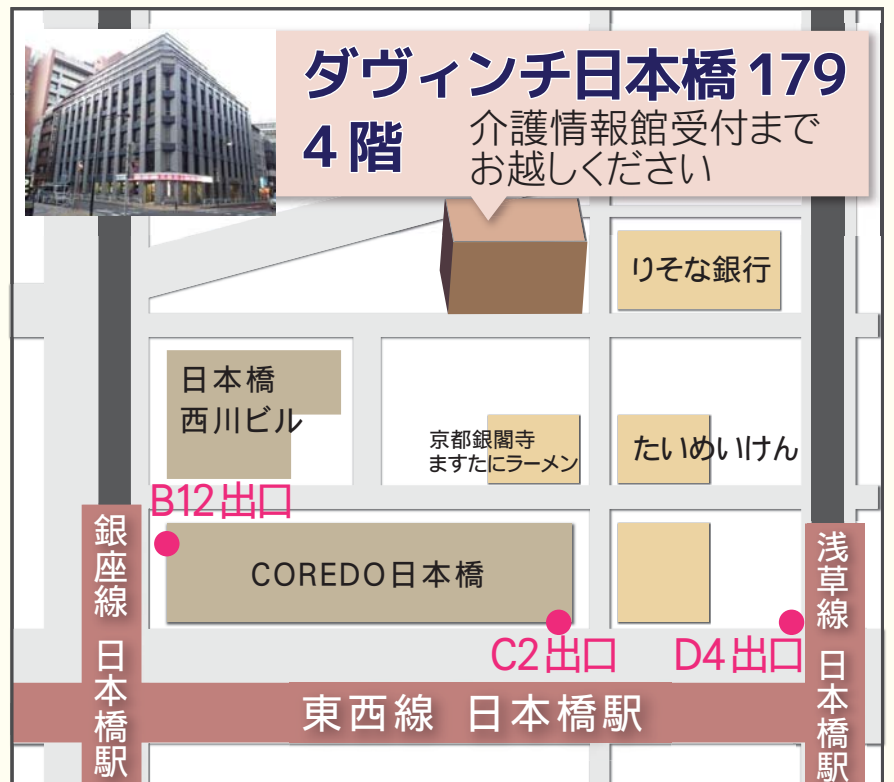 ダヴィンチ日本橋 179
4 階
介護情報館受付まで
お越しください
りそな銀行
日本橋
西川ビル
京都銀閣寺
ますたにラーメン
たいめいけん
B12出口
COREDO日本橋
C2出口
D4出口
銀座線 日本橋駅
浅草線 日本橋駅
東西線 日本橋駅